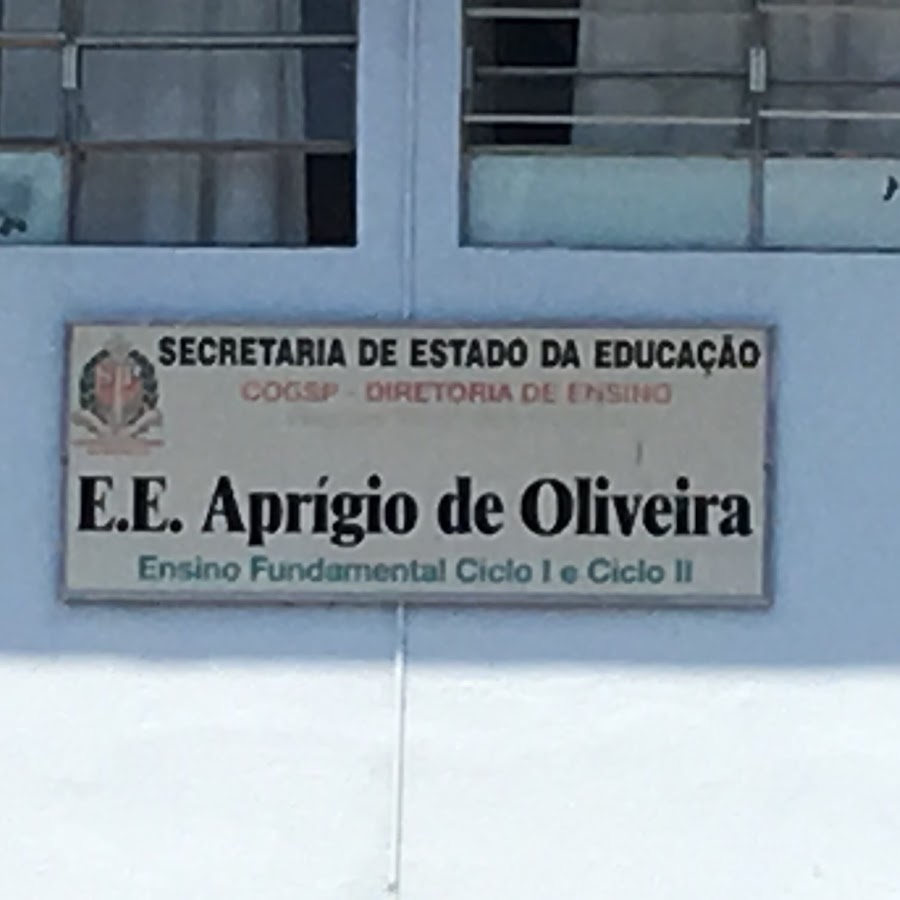 SECRETARIA DE ESTADO DA EDUCAÇÃO
COGSP - DIRETORIA DE ENSINO
E.E. Aprígio de Oliveira
Ensino Fundamental Ciclo I e Ciclo II